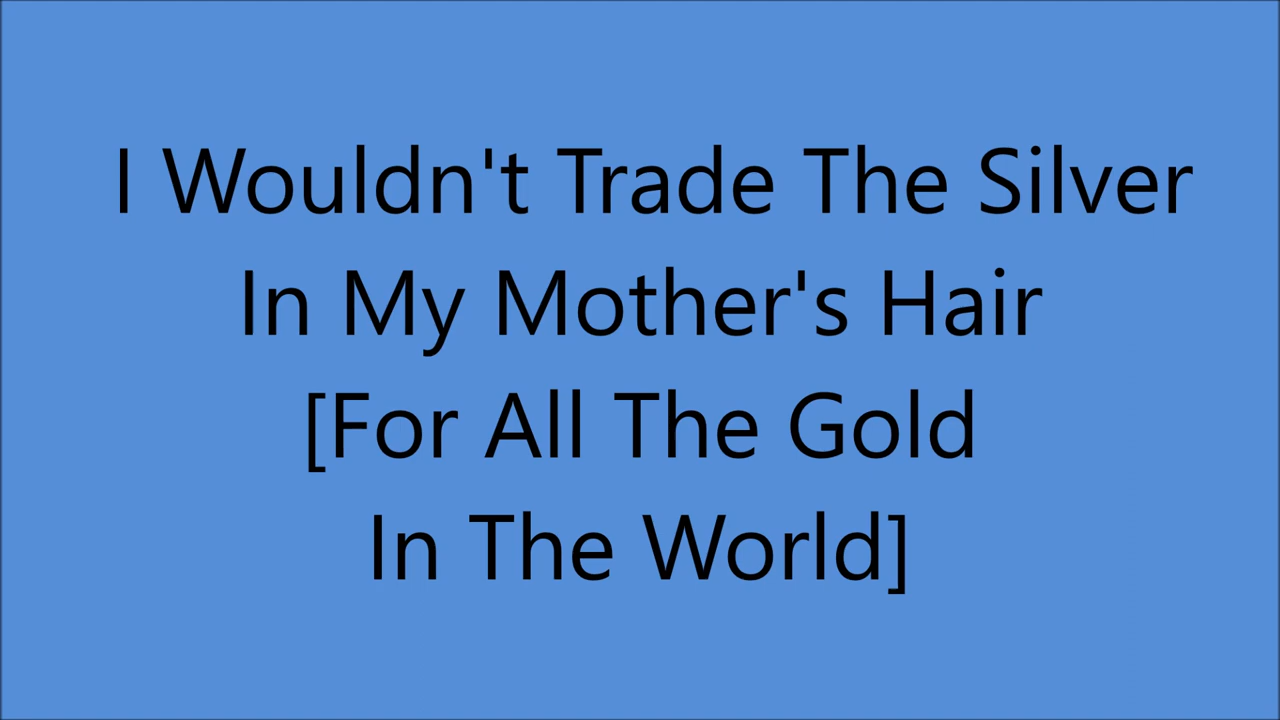 I Wouldn't Trade The Silver
In My Mother's Hair
[For All The Gold
In The World]